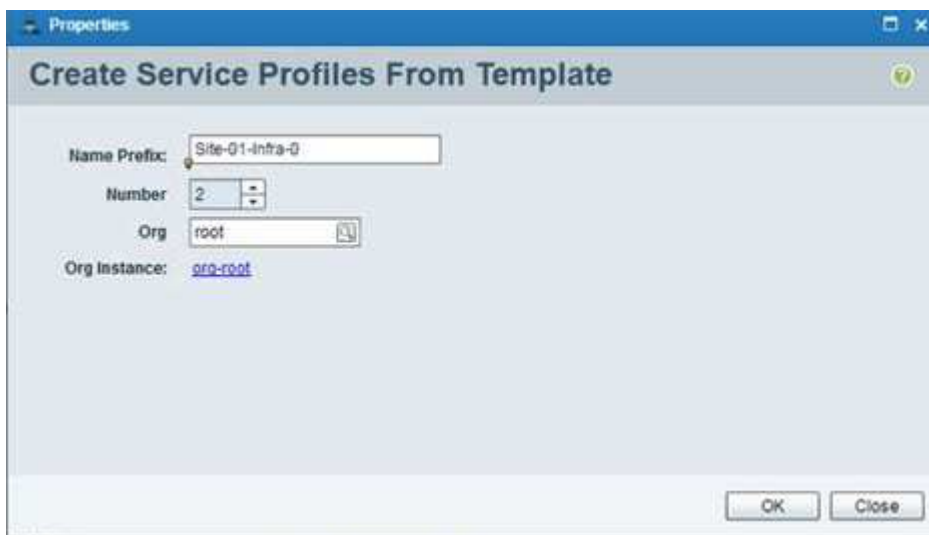 Properties
Create Service Profiles From Template
Name Prefix: Site-01-Infra-0
Number 2
Org root
Org Instance: org-root
OK Close